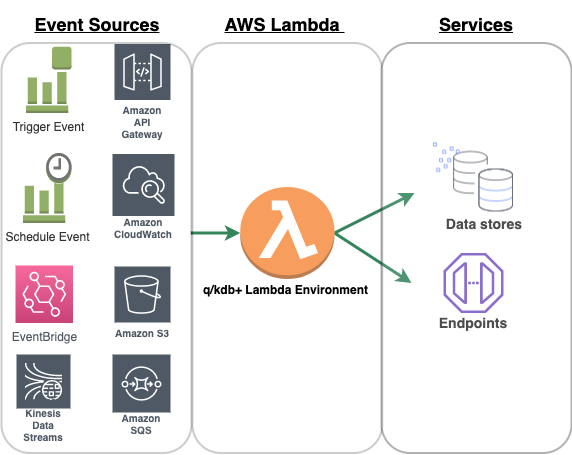 Event Sources
AWS Lambda
Services
Trigger Event
Amazon
API
Gateway
Schedule Event
Amazon
CloudWatch
EventBridge
Amazon S3
Kinesis
Data
Streams
Amazon
SQS
q/kdb+ Lambda Environment
Data stores
Endpoints